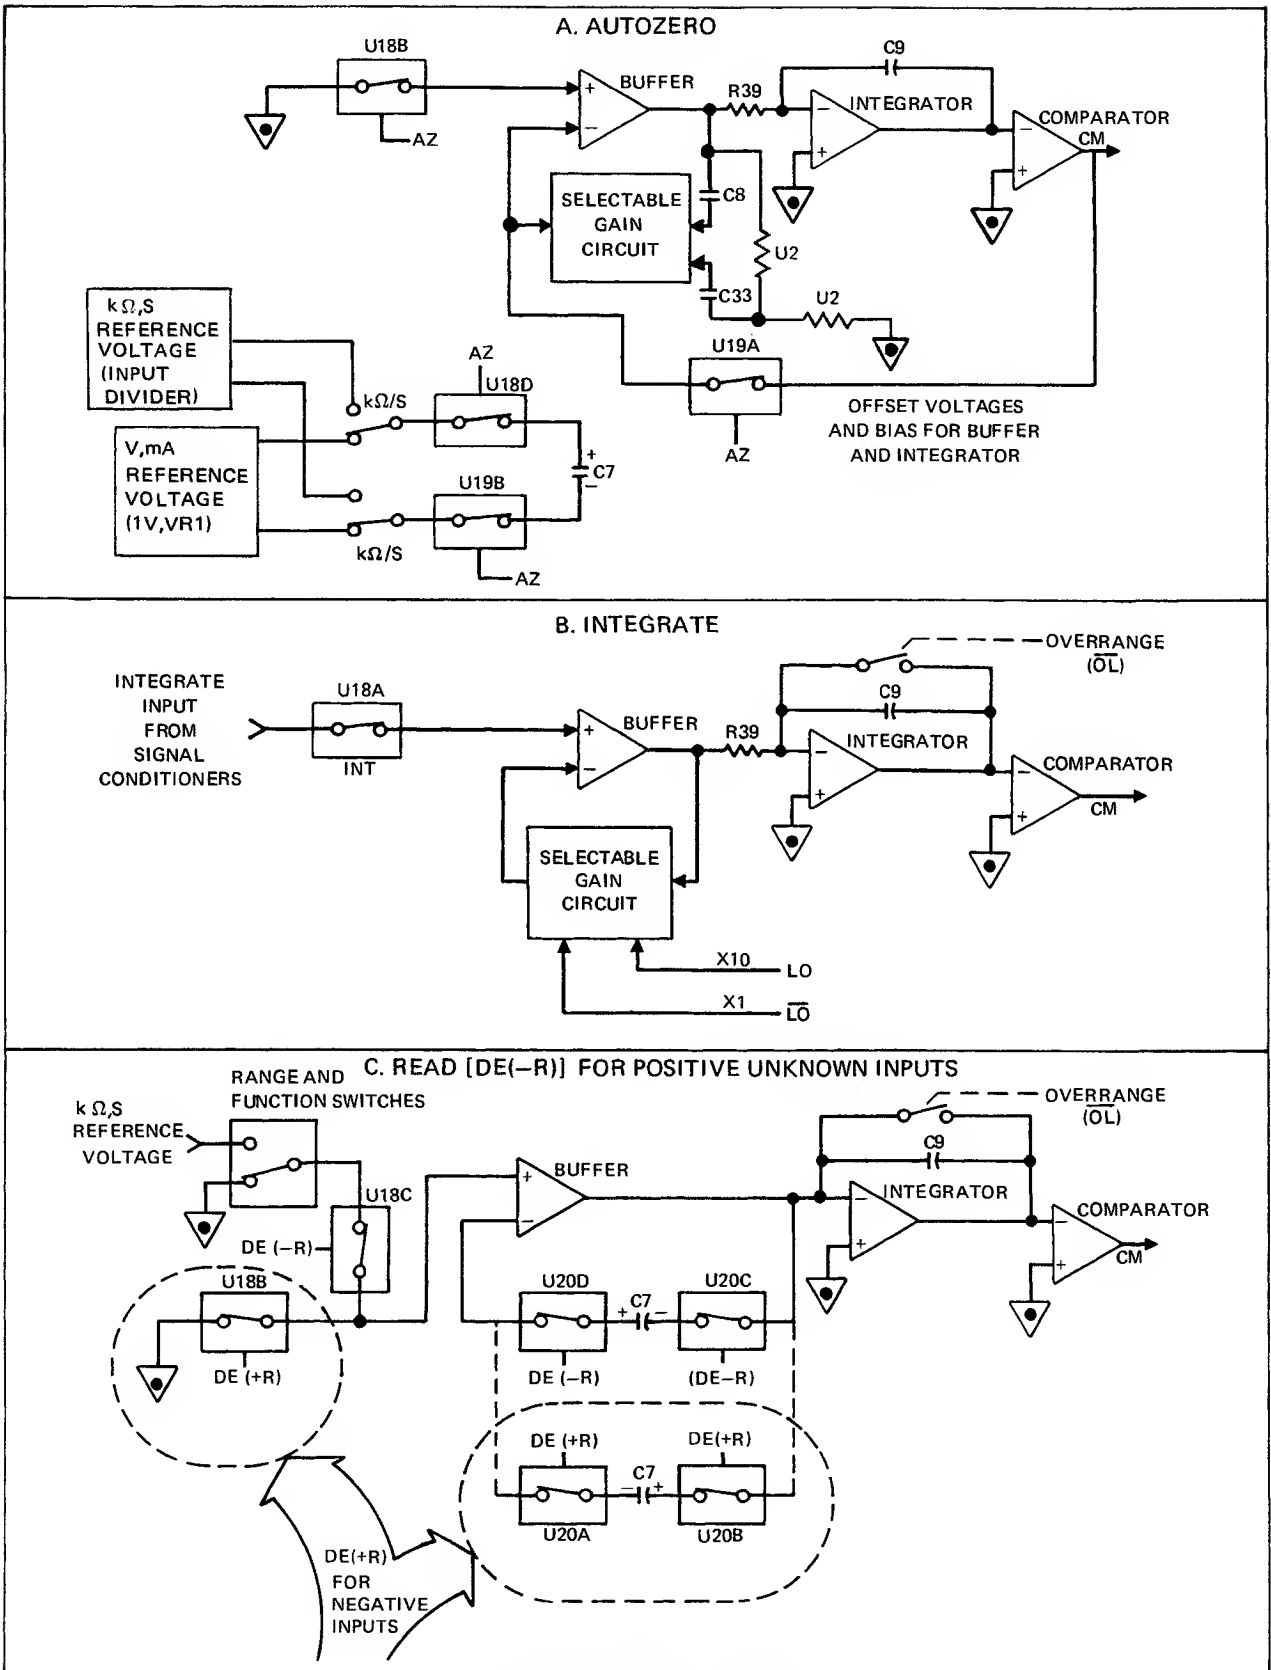 A. AUTOZERO
U18B
AZ
+
−
BUFFER
R39
C9
−
INTEGRATOR
+
COMPARATOR
−
CM
+
SELECTABLE
GAIN
CIRCUIT
C8
U2
C33
U2
U19A
AZ
OFFSET VOLTAGES
AND BIAS FOR BUFFER
AND INTEGRATOR
kΩ,S
REFERENCE
VOLTAGE
(INPUT
DIVIDER)
V,mA
REFERENCE
VOLTAGE
(1V,VR1)
kΩ/S
AZ
U18D
+
C7
−
U19B
kΩ/S
AZ
B. INTEGRATE
INTEGRATE
INPUT
FROM
SIGNAL
CONDITIONERS
U18A
INT
+
−
BUFFER
R39
OVERRANGE
(O̅L̅)
C9
−
INTEGRATOR
+
COMPARATOR
−
CM
+
SELECTABLE
GAIN
CIRCUIT
X10
LO
X1
L̅O̅
C. READ [DE(−R)] FOR POSITIVE UNKNOWN INPUTS
RANGE AND
FUNCTION SWITCHES
kΩ,S
REFERENCE
VOLTAGE
U18C
DE (−R)
U18B
DE (+R)
+
−
BUFFER
OVERRANGE
(O̅L̅)
C9
−
INTEGRATOR
+
COMPARATOR
−
CM
+
U20D
+ C7 −
U20C
DE (−R)
(DE−R)
DE (+R)
DE(+R)
− C7 +
U20A
U20B
DE(+R)
FOR
NEGATIVE
INPUTS